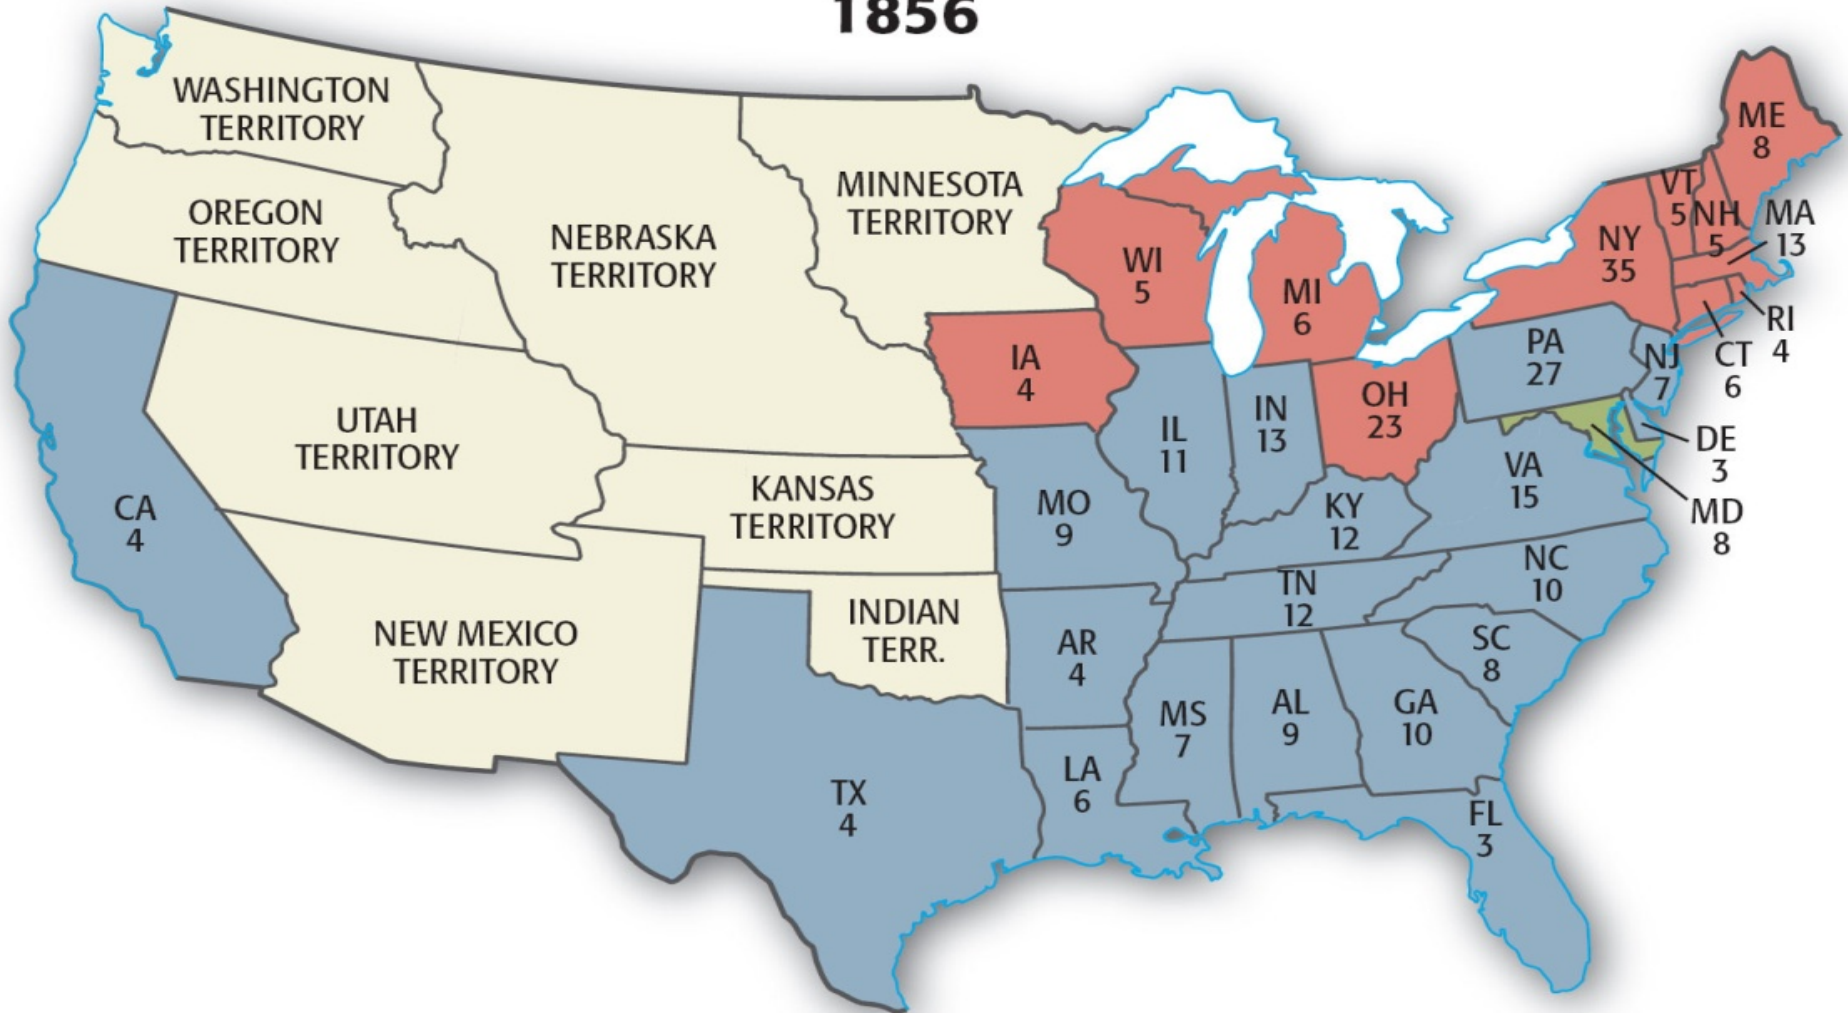 1856
WASHINGTON
TERRITORY
OREGON
TERRITORY
NEBRASKA
TERRITORY
MINNESOTA
TERRITORY
UTAH
TERRITORY
KANSAS
TERRITORY
NEW MEXICO
TERRITORY
INDIAN
TERR.
CA
4
TX
4
IA
4
WI
5
MI
6
IL
11
IN
13
OH
23
MO
9
AR
4
LA
6
MS
7
AL
9
GA
10
FL
3
SC
8
NC
10
TN
12
KY
12
VA
15
PA
27
NY
35
VT
5
NH
5
ME
8
MA
13
RI
4
CT
6
NJ
7
DE
3
MD
8